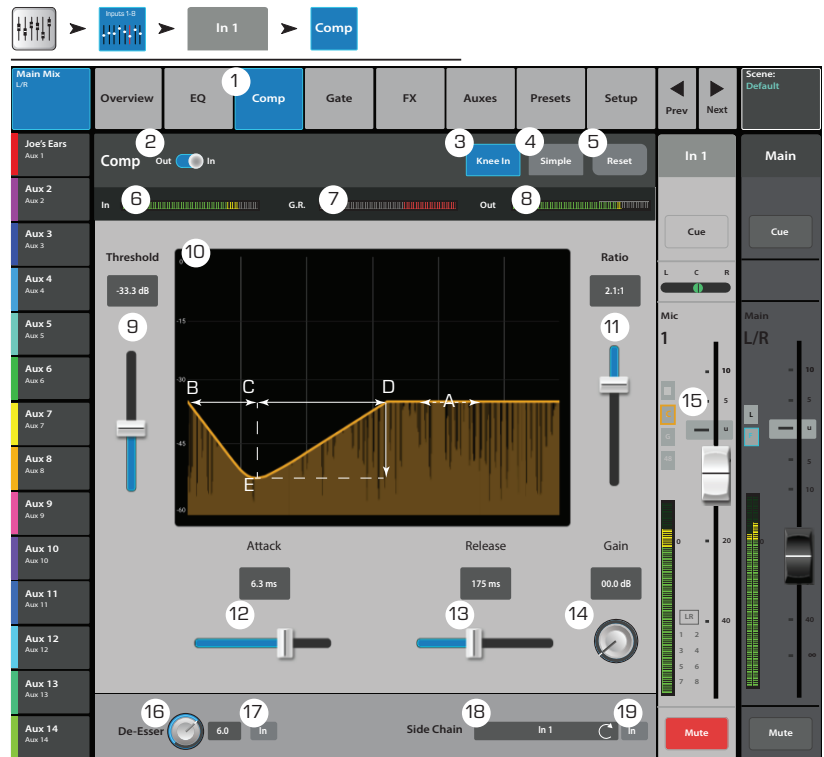 Inputs 1-8
In 1
Comp
Main Mix
L/R
Overview
EQ
1
Comp
Gate
FX
Auxes
Presets
Setup
Prev
Next
Scene:
Default
Joe's Ears
Aux 1
Aux 2
Aux 2
Aux 3
Aux 3
Aux 4
Aux 4
Aux 5
Aux 5
Aux 6
Aux 6
Aux 7
Aux 7
Aux 8
Aux 8
Aux 9
Aux 9
Aux 10
Aux 10
Aux 11
Aux 11
Aux 12
Aux 12
Aux 13
Aux 13
Aux 14
Aux 14
Comp
2
Out
In
3
Knee In
4
Simple
5
Reset
In
6
G.R.
7
Out
8
Threshold
-33.3 dB
9
10
0
-15
-30
-45
-60
B
C
D
A
E
Ratio
2.1:1
11
Attack
6.3 ms
12
Release
175 ms
13
Gain
00.0 dB
14
16
De-Esser
6.0
17
In
Side Chain
18
In 1
19
In
In 1
Cue
L C R
Mic
1
15
10
5
u
0
20
40
LR
1 2
3 4
5 6
7 8
Mute
Main
Cue
Main
L/R
L
10
5
u
5
10
0
20
40
∞
Mute